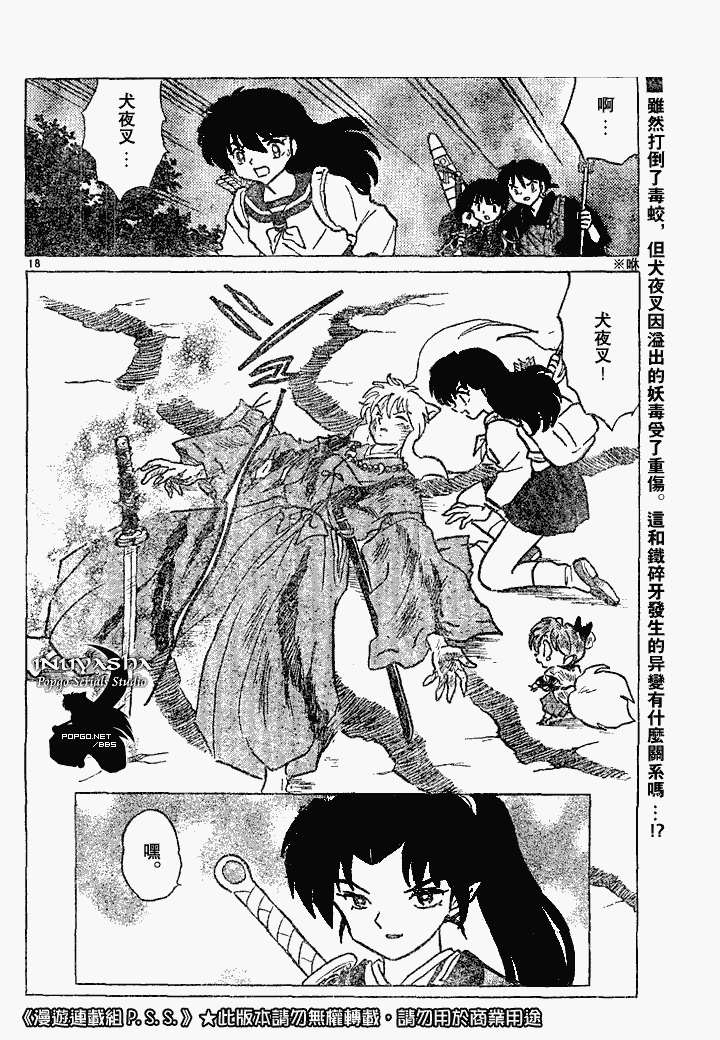 雖然打倒了毒蛟，但犬夜叉因溢出的妖毒受了重傷。這和鐵碎牙發生的异變有什麼關系嗎…!?
啊…
犬夜叉…
18
※咻
犬夜叉！
INUYASHA
Popgo Serials Studio
POPGO.NET
/BBS
嘿。
《漫遊連載組 P.S.S.》★此版本請勿無權轉載，請勿用於商業用途